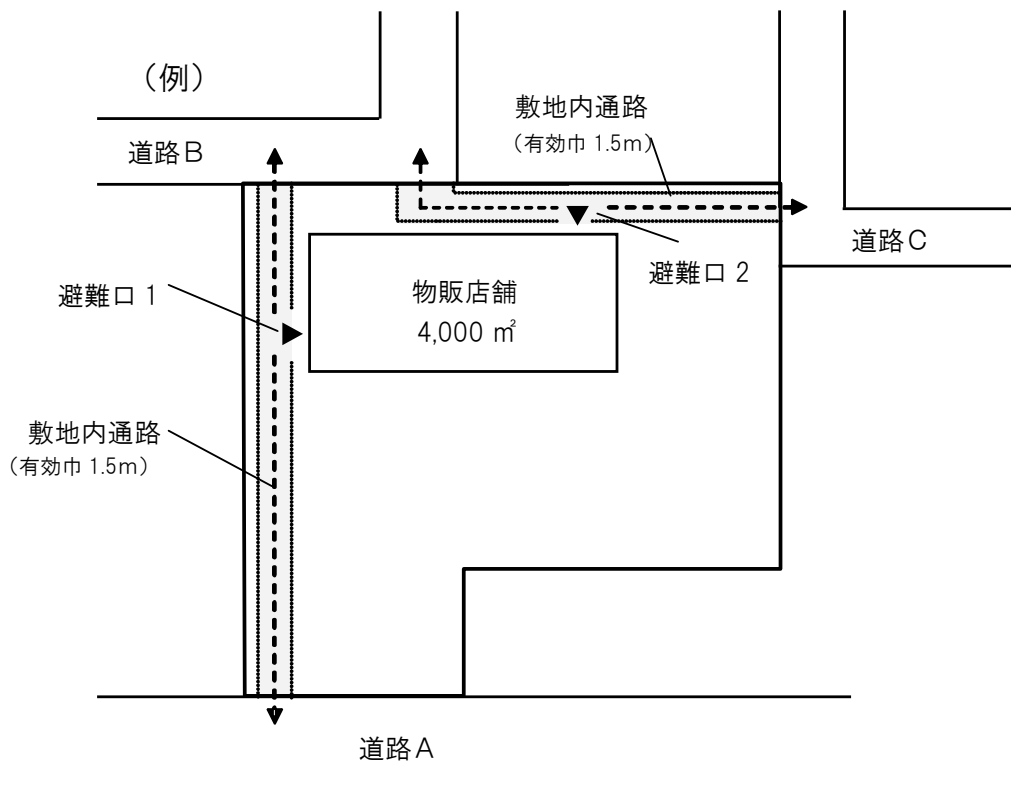 （例）
敷地内通路
（有効巾 1.5ｍ）
道路Ｂ
道路Ｃ
避難口 2
避難口 1
物販店舗
4,000 ㎡
敷地内通路
（有効巾 1.5ｍ）
道路Ａ